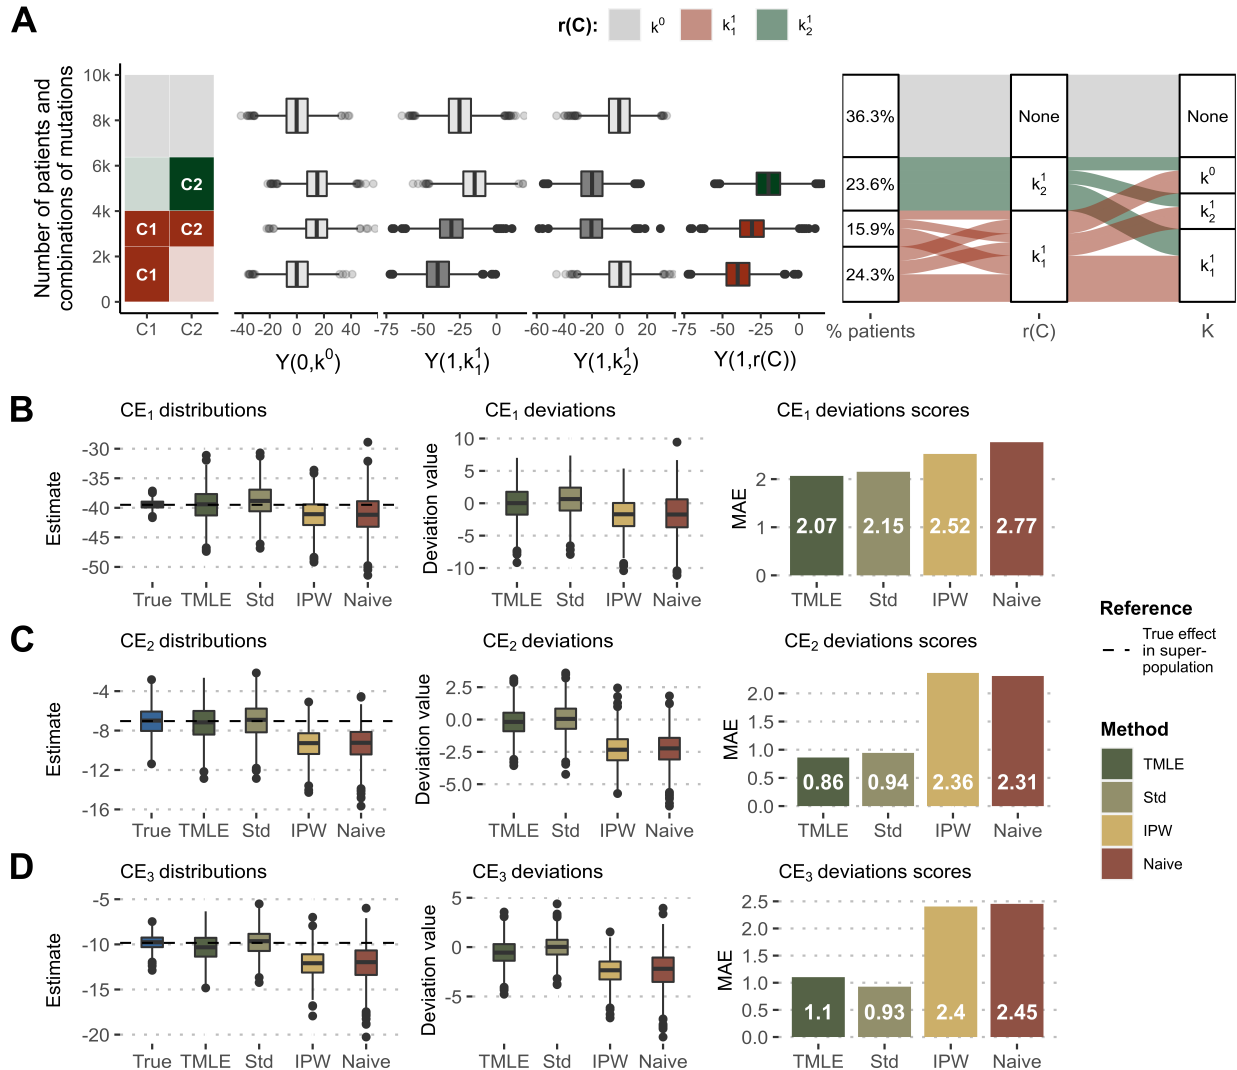 A
r(C): k⁰ k₁¹ k₂¹
Number of patients and
combinations of mutations
10k
8k
6k
4k
2k
0
C2
C1 C2
C1
C1 C2
-40 -20 0 20 40
Y(0,k⁰)
-75 -50 -25 0
Y(1,k₁¹)
-60 -40 -20 0 20
Y(1,k₂¹)
-75 -50 -25 0
Y(1,r(C))
36.3%
23.6%
15.9%
24.3%
None
k₂¹
k₁¹
None
k⁰
k₂¹
k₁¹
% patients r(C) K
B
CE₁ distributions
Estimate
-30
-35
-40
-45
-50
True TMLE Std IPW Naive
CE₁ deviations
Deviation value
10
5
0
-5
-10
TMLE Std IPW Naive
CE₁ deviations scores
MAE
2
1
0
2.07 2.15 2.52 2.77
TMLE Std IPW Naive
C
CE₂ distributions
Estimate
-4
-8
-12
-16
True TMLE Std IPW Naive
CE₂ deviations
Deviation value
2.5
0.0
-2.5
-5.0
TMLE Std IPW Naive
CE₂ deviations scores
MAE
2.0
1.5
1.0
0.5
0.0
0.86 0.94 2.36 2.31
TMLE Std IPW Naive
D
CE₃ distributions
Estimate
-5
-10
-15
-20
True TMLE Std IPW Naive
CE₃ deviations
Deviation value
5
0
-5
TMLE Std IPW Naive
CE₃ deviations scores
MAE
2.5
2.0
1.5
1.0
0.5
0.0
1.1 0.93 2.4 2.45
TMLE Std IPW Naive
Reference
True effect
in super-
population
Method
TMLE
Std
IPW
Naive